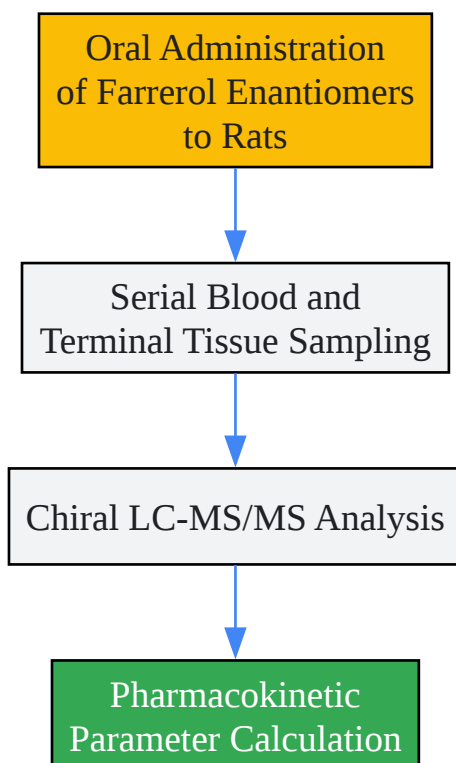 Oral Administration
of Farrerol Enantiomers
to Rats
Serial Blood and
Terminal Tissue Sampling
Chiral LC-MS/MS Analysis
Pharmacokinetic
Parameter Calculation